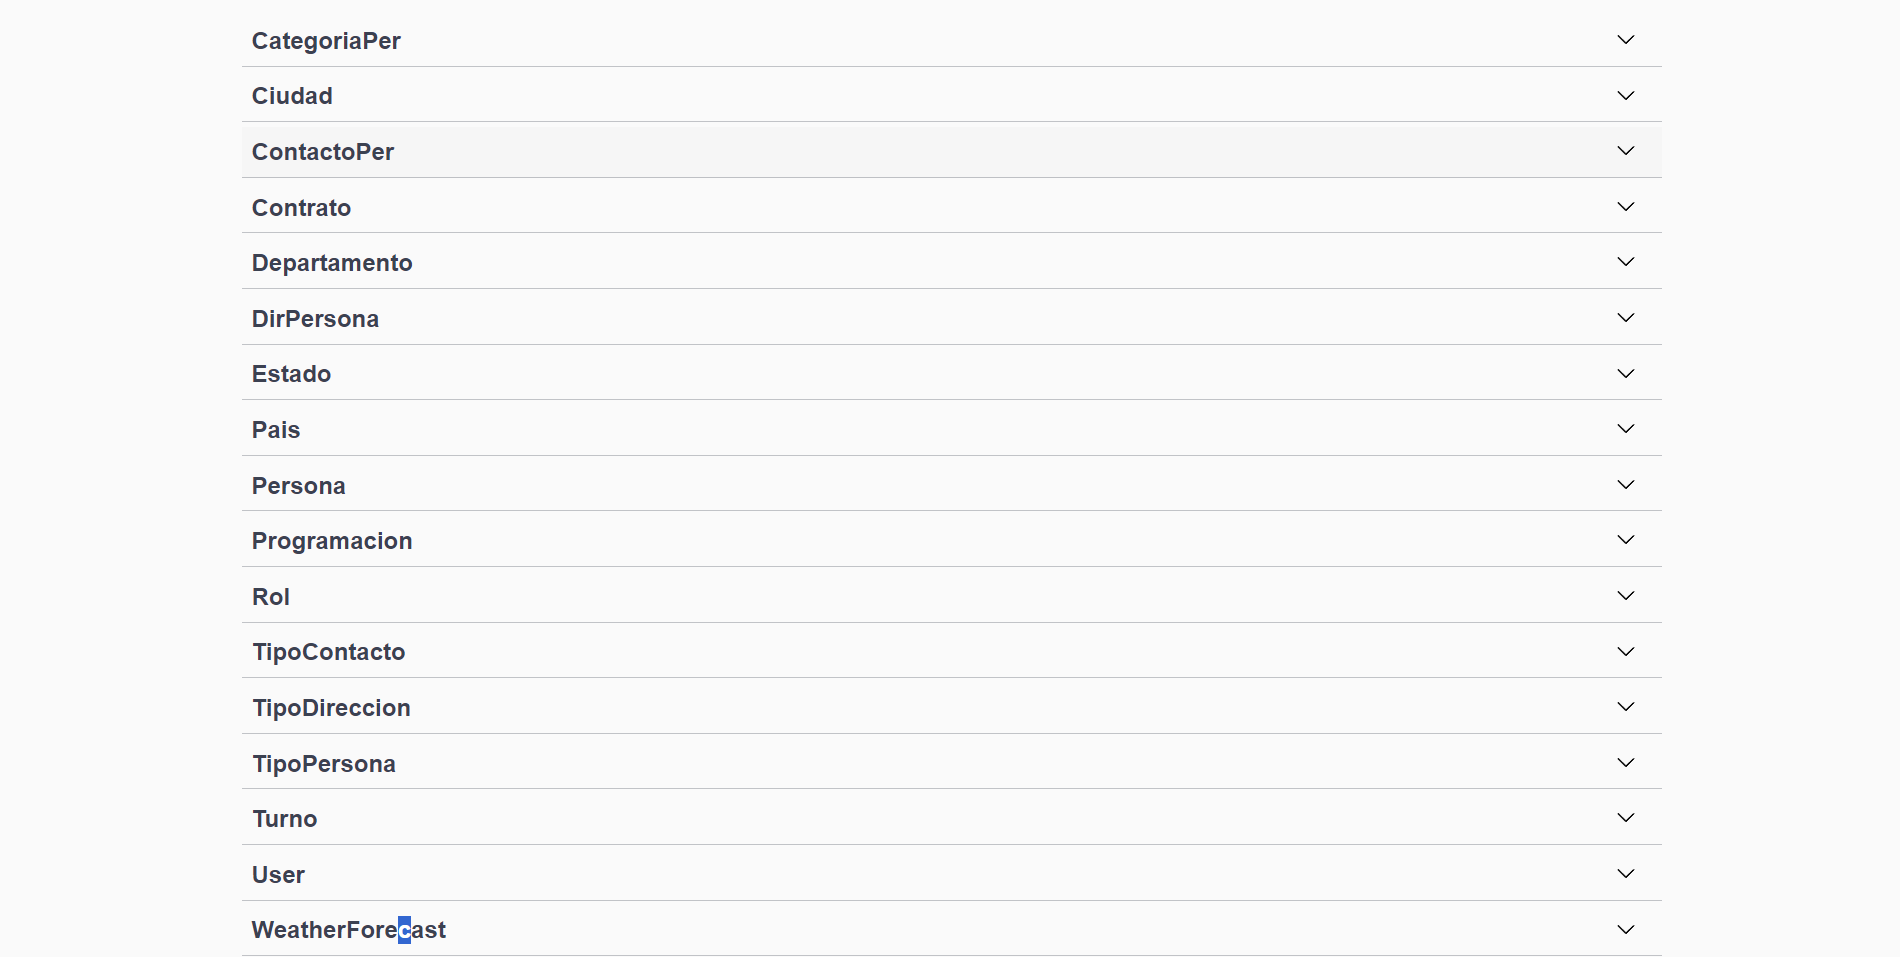 CategoriaPer
Ciudad
ContactoPer
Contrato
Departamento
DirPersona
Estado
Pais
Persona
Programacion
Rol
TipoContacto
TipoDireccion
TipoPersona
Turno
User
WeatherForecast